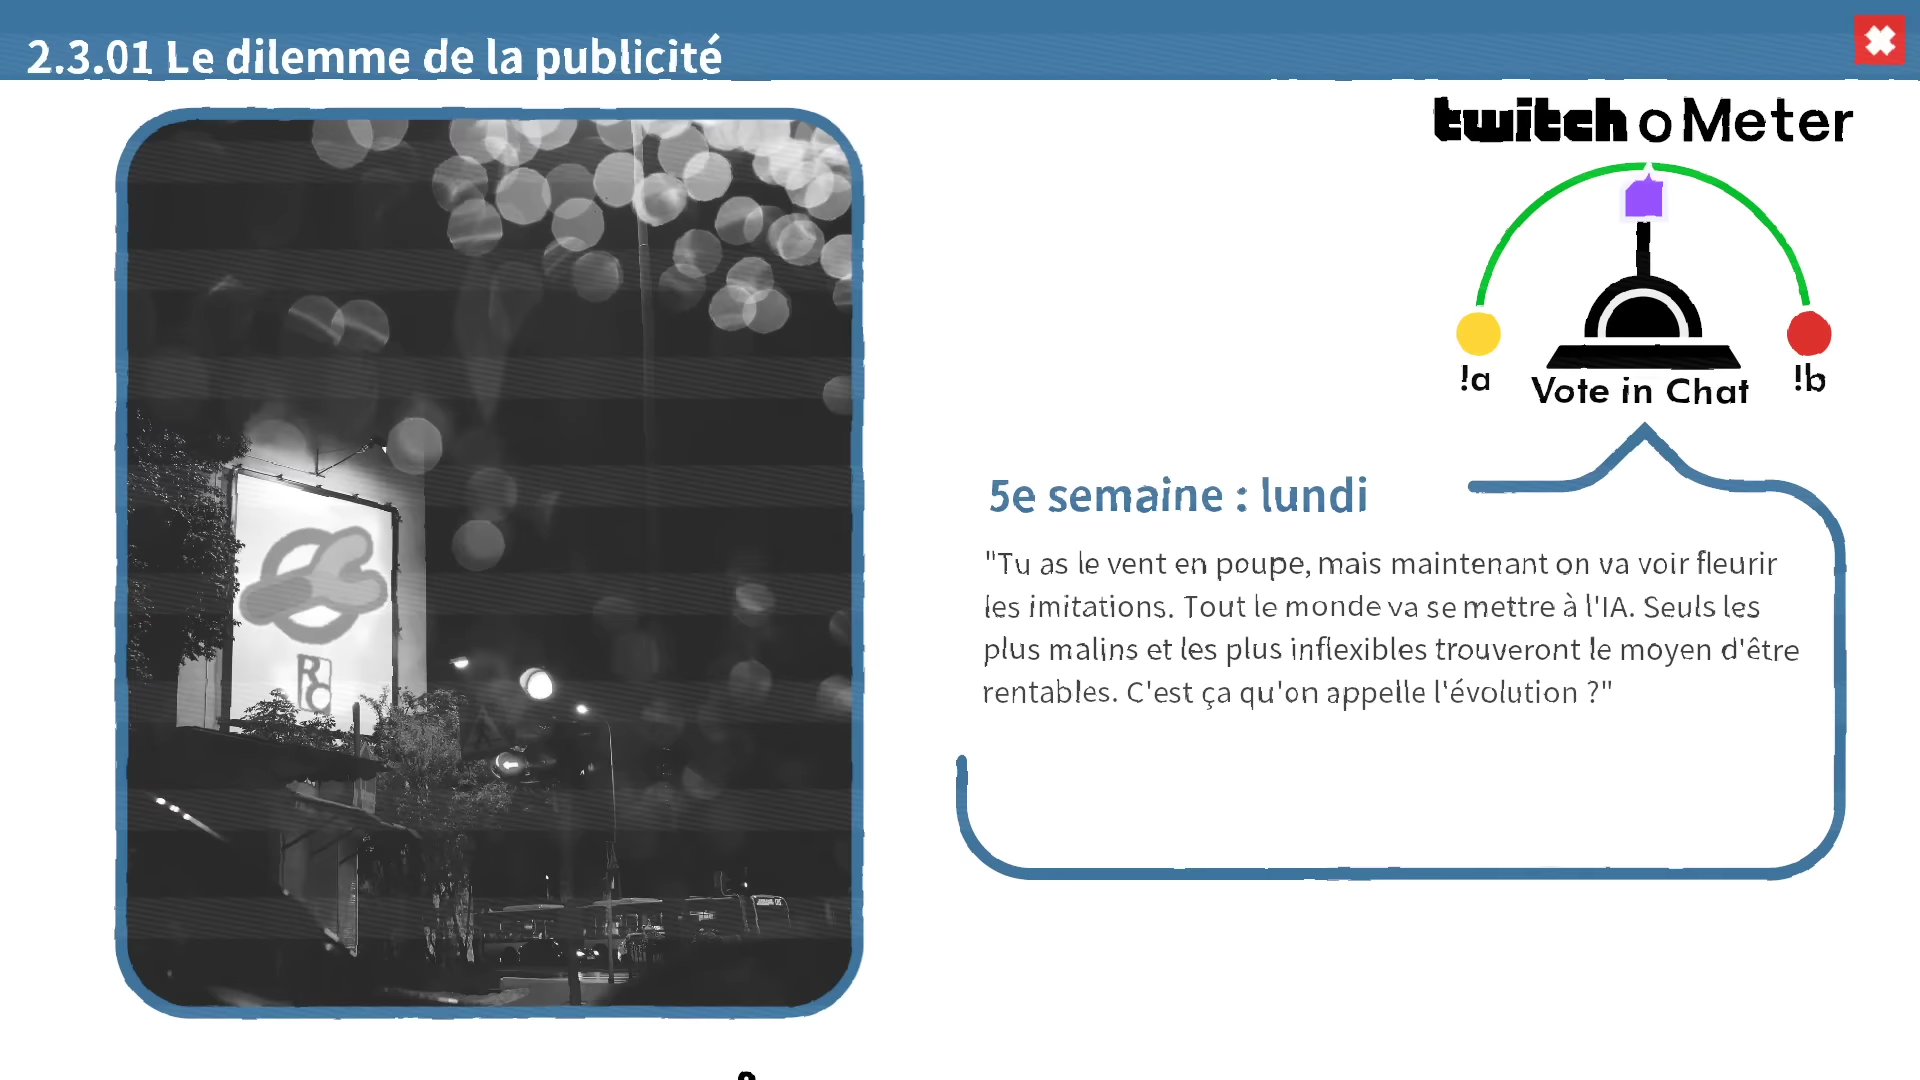 2.3.01 Le dilemme de la publicité
twitch o Meter
!a
!b
Vote in Chat
5e semaine : lundi
"Tu as le vent en poupe, mais maintenant on va voir fleurir
les imitations. Tout le monde va se mettre à l'IA. Seuls les
plus malins et les plus inflexibles trouveront le moyen d'être
rentables. C'est ça qu'on appelle l'évolution ?"